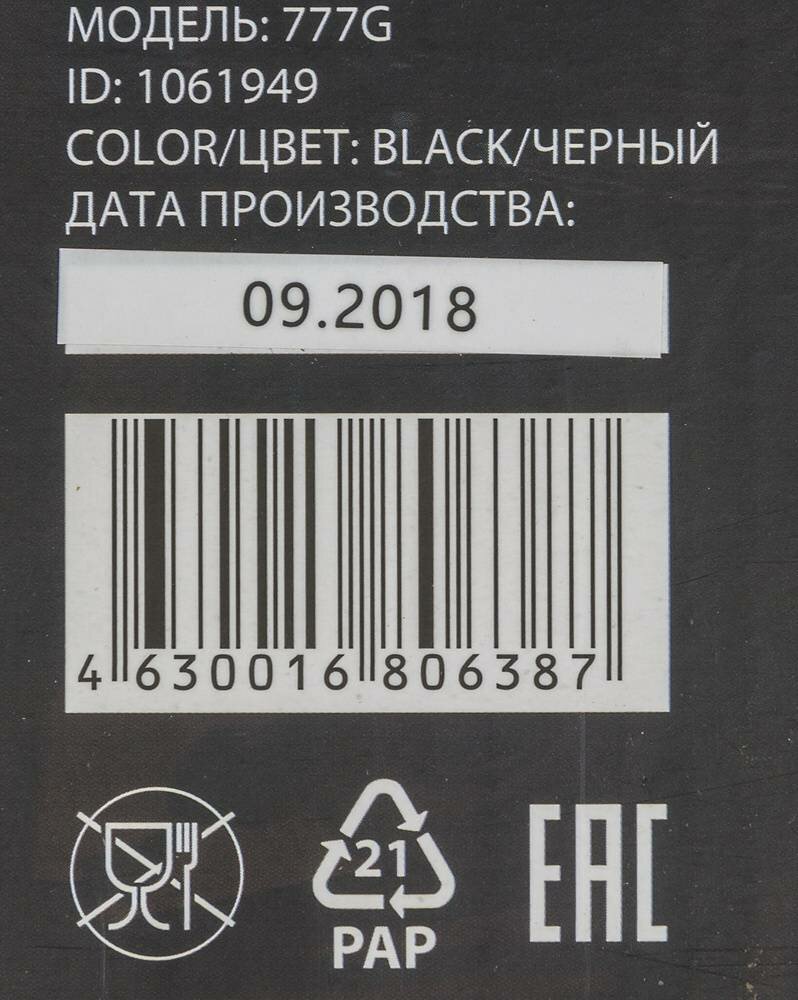 МОДЕЛЬ: 777G
ID: 1061949
COLOR/ЦВЕТ: BLACK/ЧЕРНЫЙ
ДАТА ПРОИЗВОДСТВА:
09.2018
4 630016 806387
21
PAP
EAC